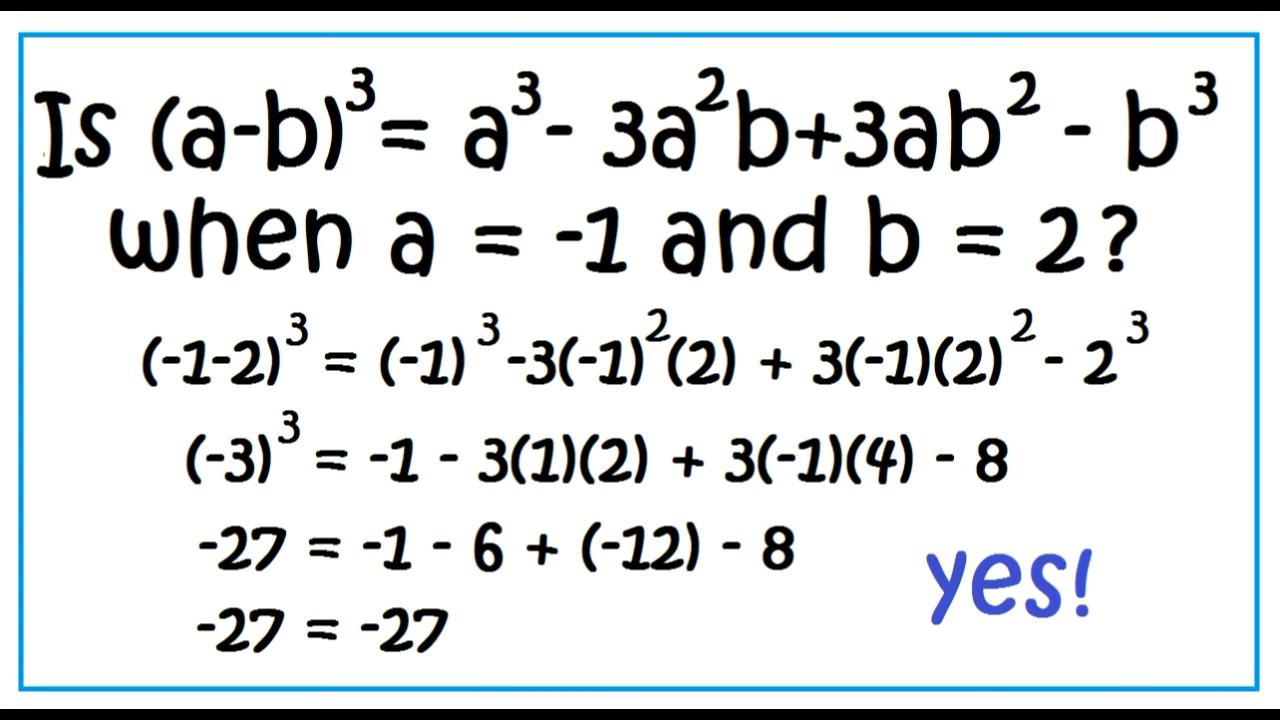 Is (a-b)³= a³- 3a²b+3ab² - b³
when a = -1 and b = 2?
(-1-2)³ = (-1)³-3(-1)²(2) + 3(-1)(2)² - 2³
(-3)³ = -1 - 3(1)(2) + 3(-1)(4) - 8
-27 = -1 - 6 + (-12) - 8
yes!
-27 = -27